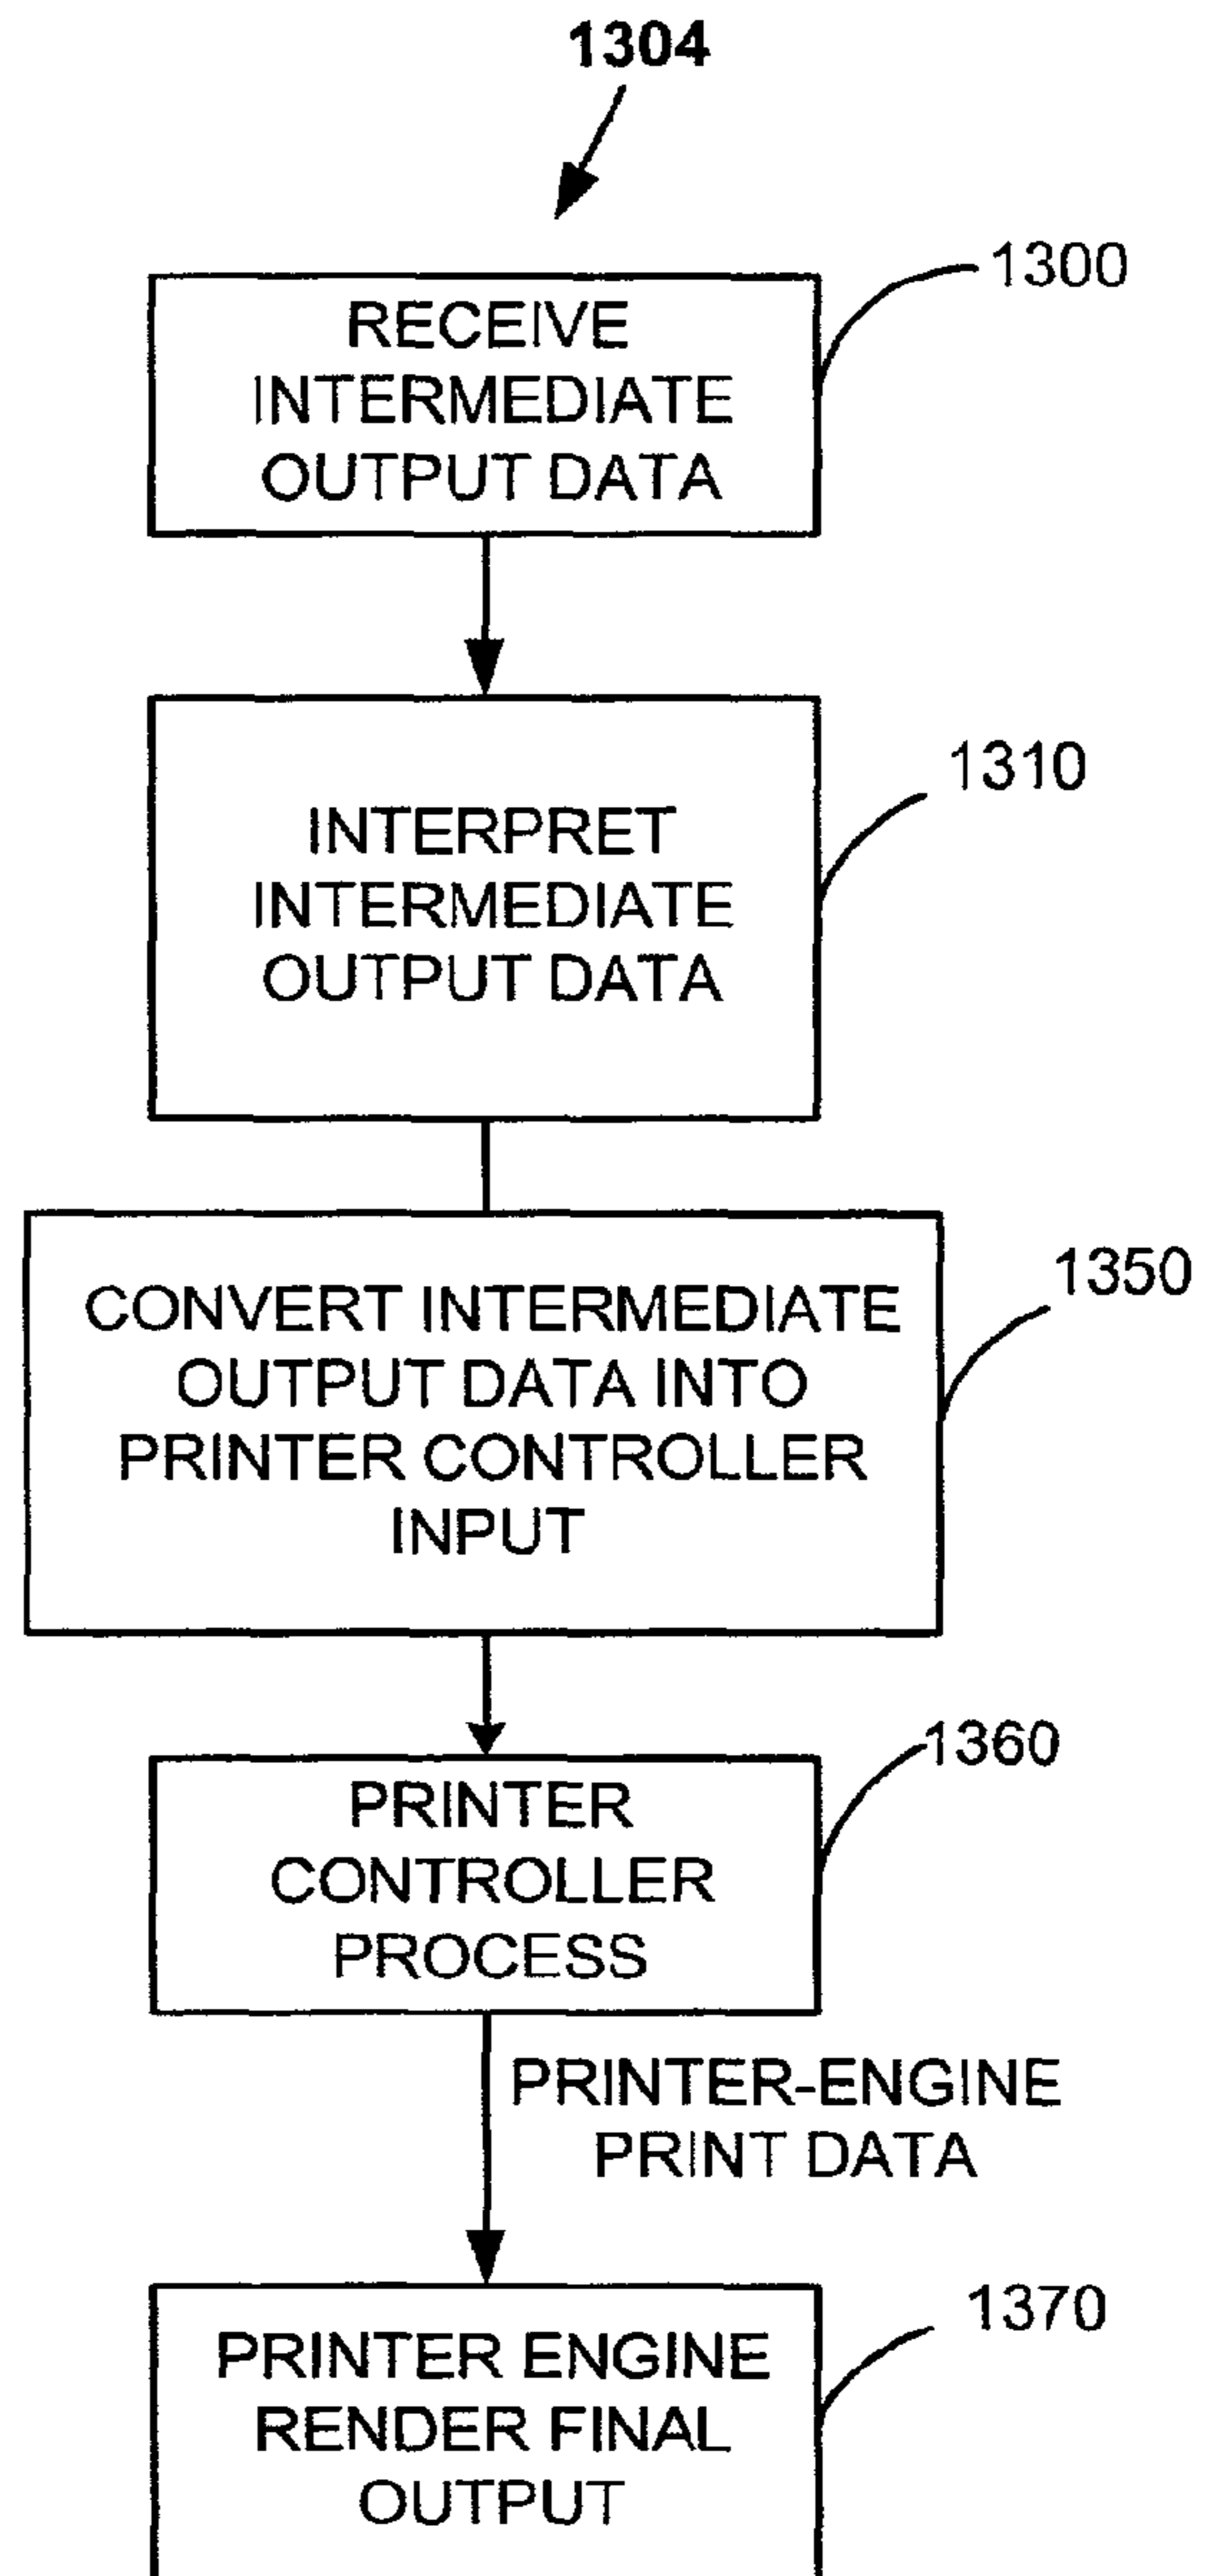 1304
1300
RECEIVE
INTERMEDIATE
OUTPUT DATA
1310
INTERPRET
INTERMEDIATE
OUTPUT DATA
1350
CONVERT INTERMEDIATE
OUTPUT DATA INTO
PRINTER CONTROLLER
INPUT
1360
PRINTER
CONTROLLER
PROCESS
PRINTER-ENGINE
PRINT DATA
1370
PRINTER ENGINE
RENDER FINAL
OUTPUT